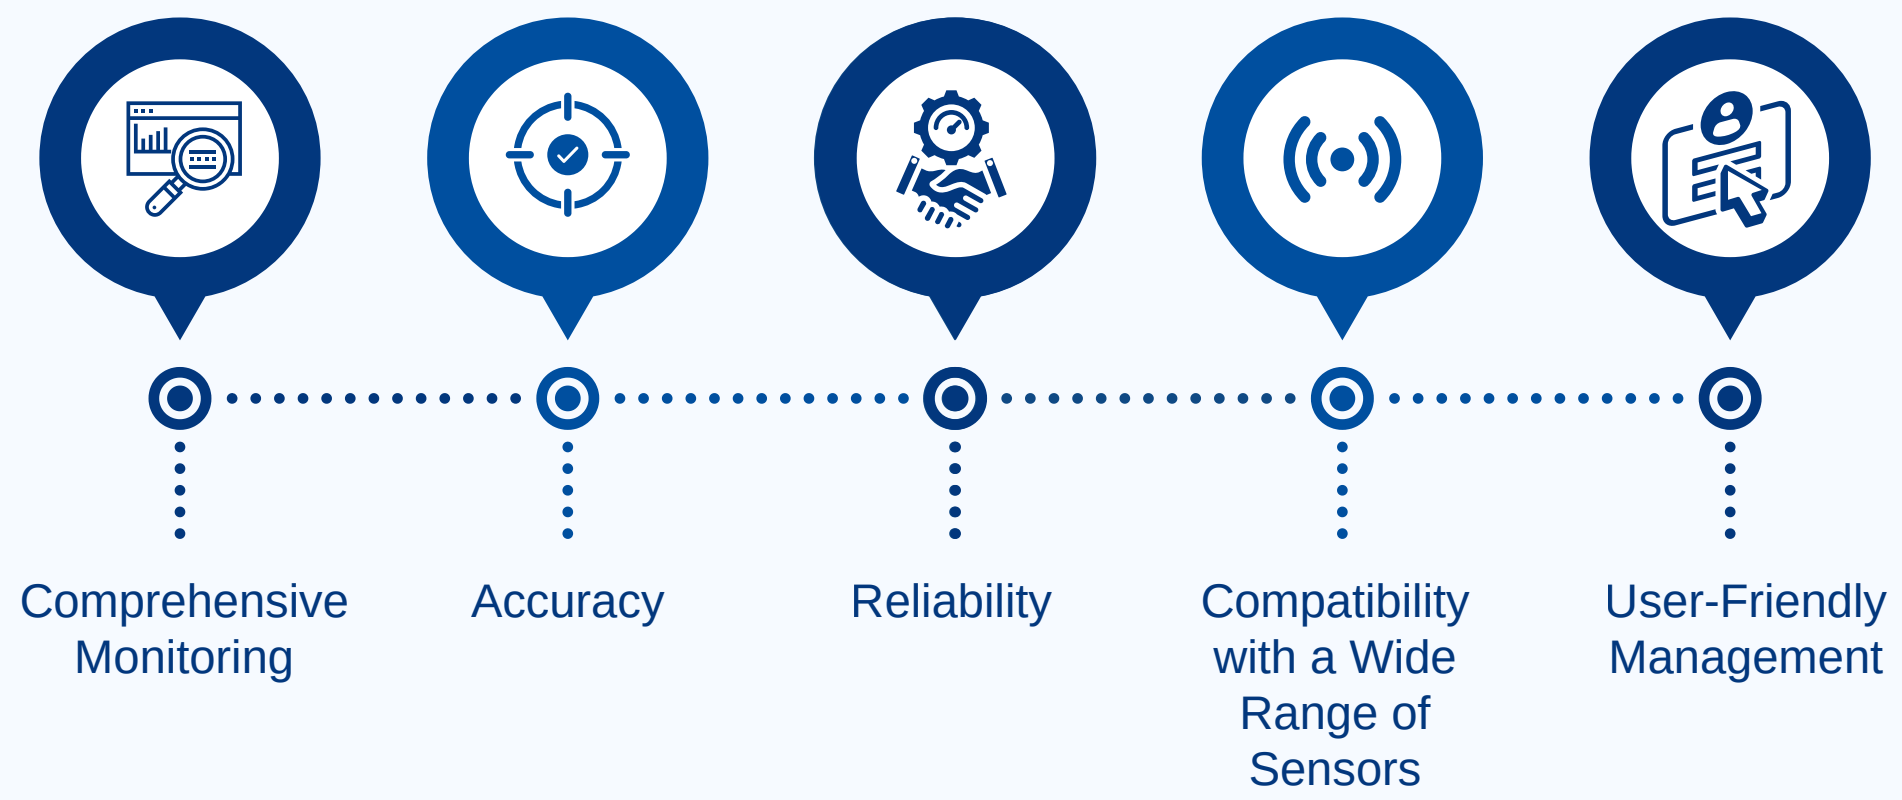 Comprehensive
Monitoring
Accuracy
Reliability
Compatibility
with a Wide
Range of
Sensors
User-Friendly
Management